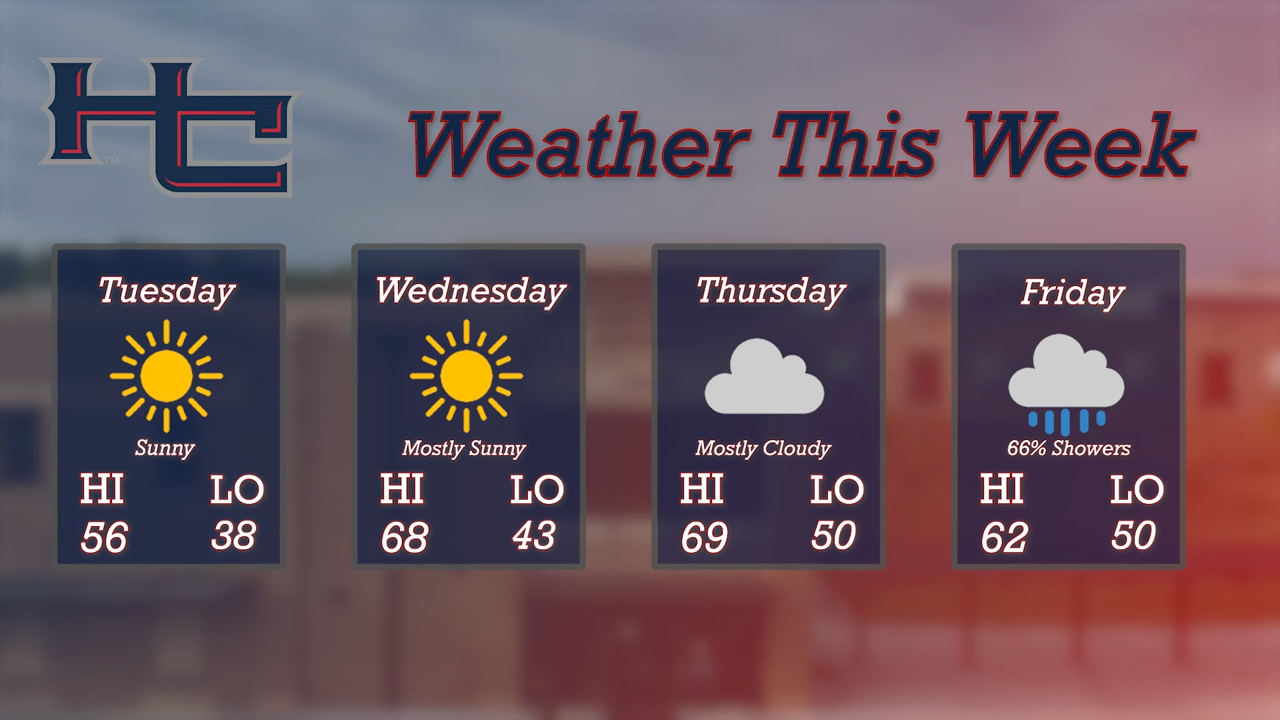 HC
TM
Weather This Week
Tuesday
Sunny
HI LO
56 38
Wednesday
Mostly Sunny
HI LO
68 43
Thursday
Mostly Cloudy
HI LO
69 50
Friday
66% Showers
HI LO
62 50